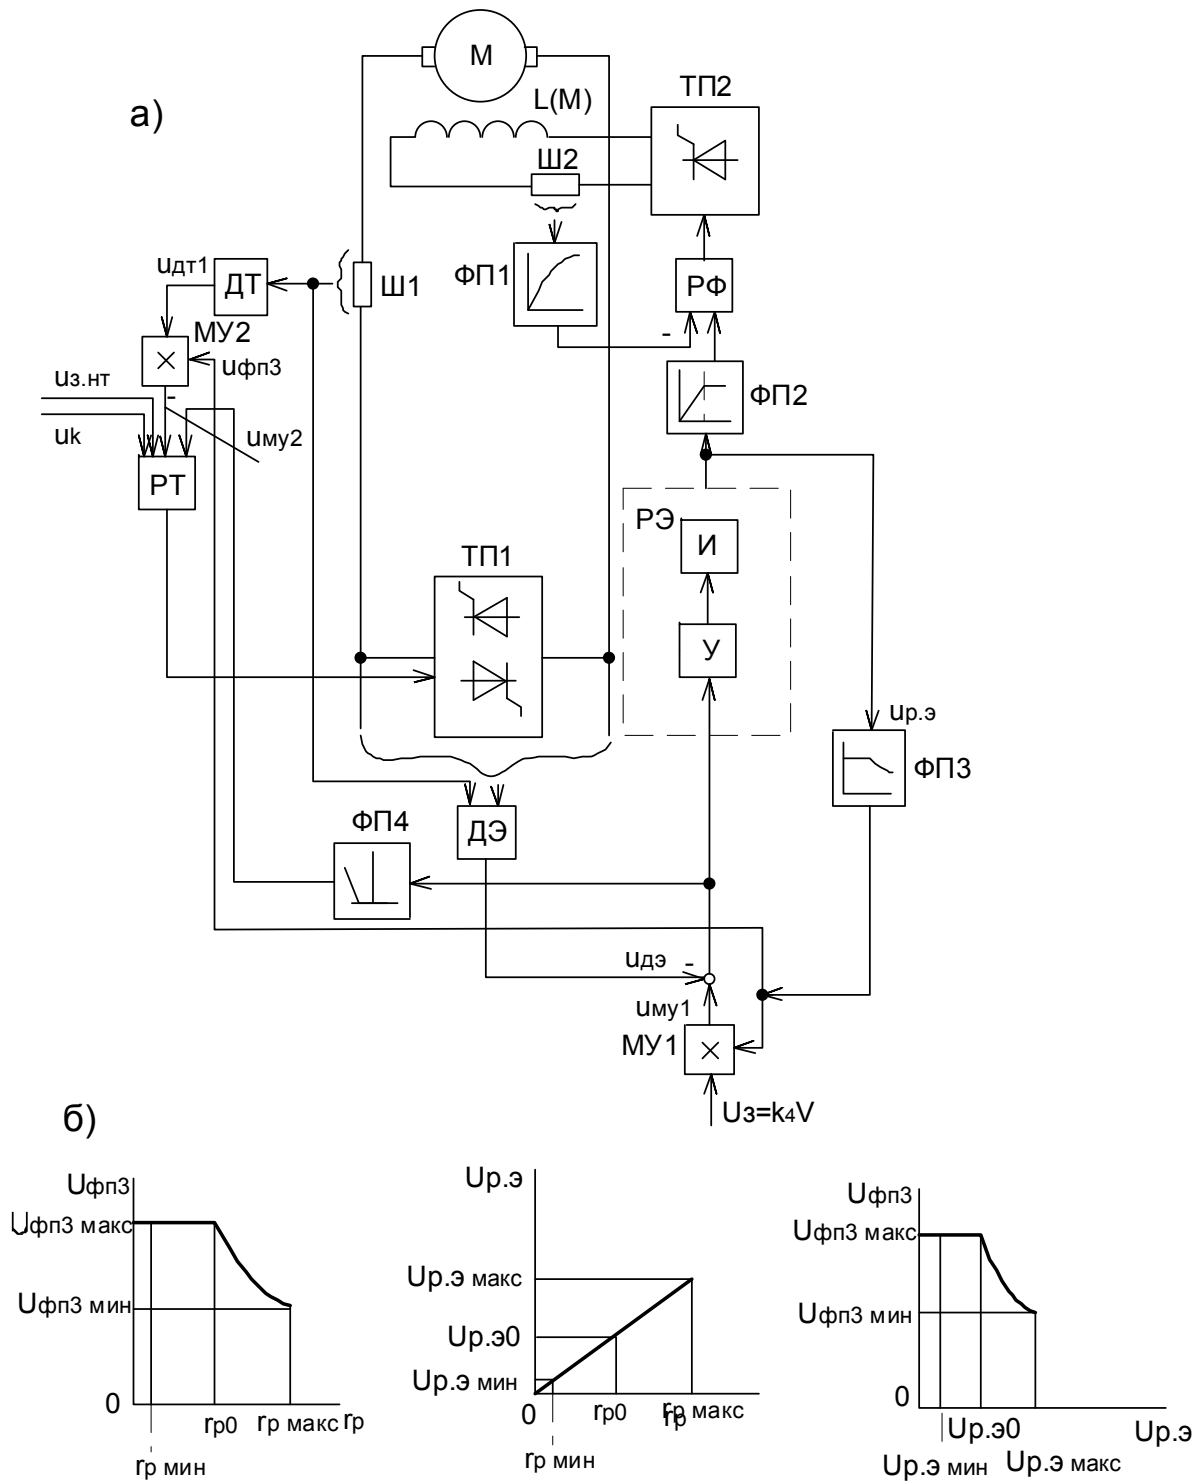 а)
M
L(M)
ТП2
Ш2
ФП1
РФ
-
uдт1
ДТ
Ш1
МУ2
uфп3
uз.нт
-
uk
uму2
РТ
ФП2
РЭ
И
ТП1
У
uр.э
ФП3
ФП4
ДЭ
uдэ
-
uму1
МУ1
Uз=k4V
б)
Uфп3
Uфп3 макс
Uфп3 мин
0
rр0
rр макс
rр
rр мин
Uр.э
Uр.э макс
Uр.э0
Uр.э мин
0
rр0
rр макс
rр
rр мин
Uфп3
Uфп3 макс
Uфп3 мин
0
Uр.э0
Uр.э
Uр.э мин
Uр.э макс